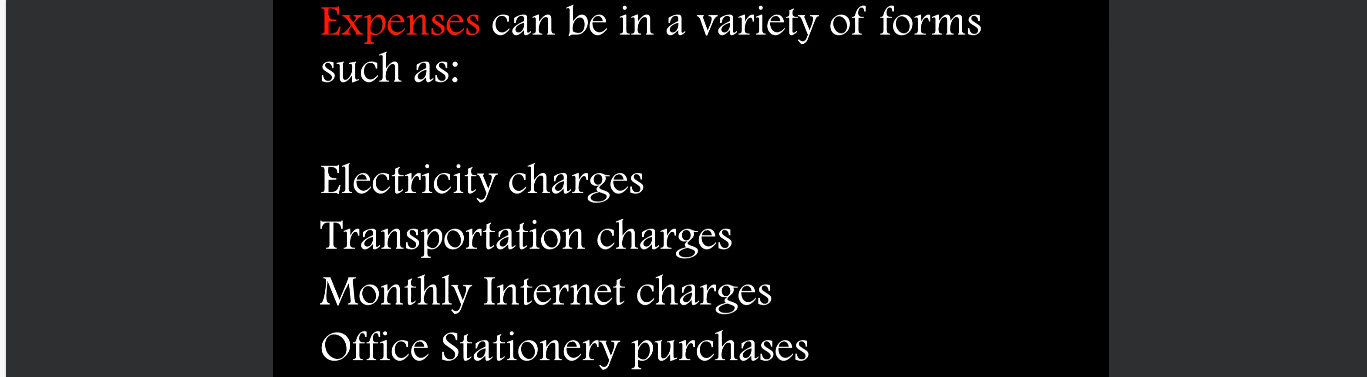 Expenses can be in a variety of forms
such as:
Electricity charges
Transportation charges
Monthly Internet charges
Office Stationery purchases